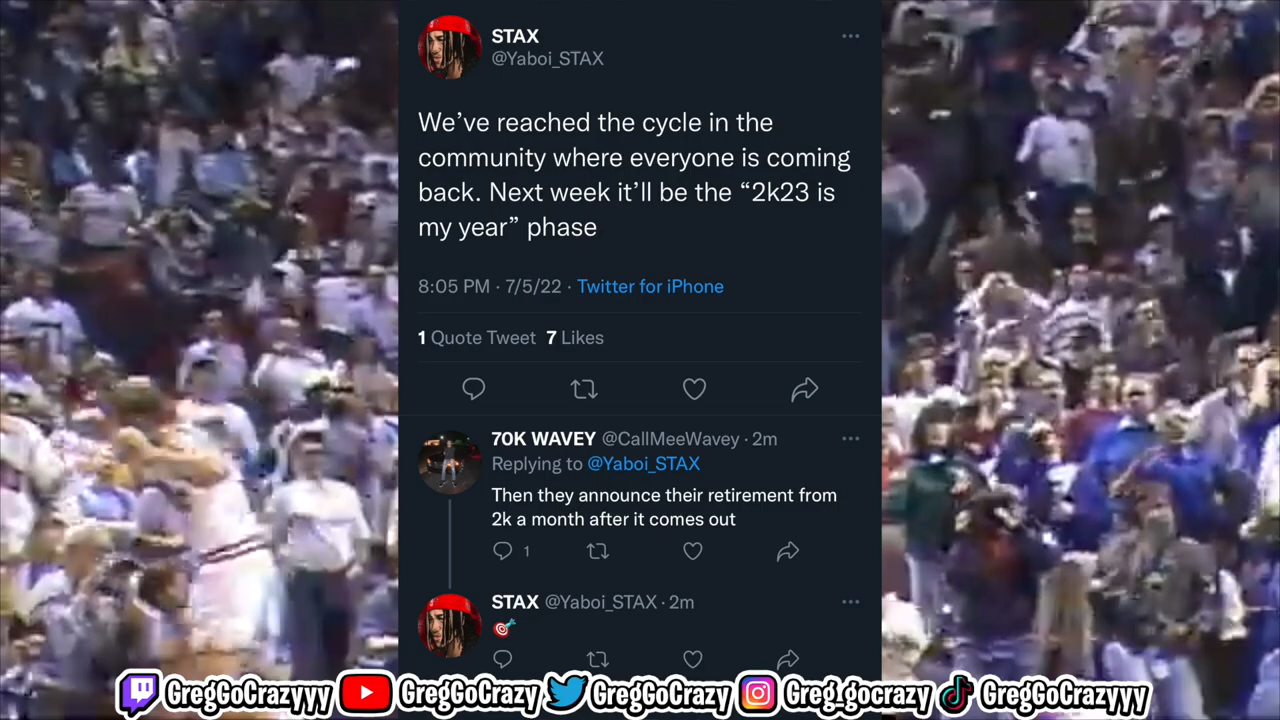 STAX
@Yaboi_STAX
We’ve reached the cycle in the
community where everyone is coming
back. Next week it’ll be the “2k23 is
my year” phase
8:05 PM · 7/5/22 · Twitter for iPhone
1 Quote Tweet 7 Likes
70K WAVEY @CallMeeWavey · 2m
Replying to @Yaboi_STAX
Then they announce their retirement from
2k a month after it comes out
1
STAX @Yaboi_STAX · 2m
GregGoCrazyyy GregGoCrazy GregGoCrazy Greg_gocrazy GregGoCrazyyy